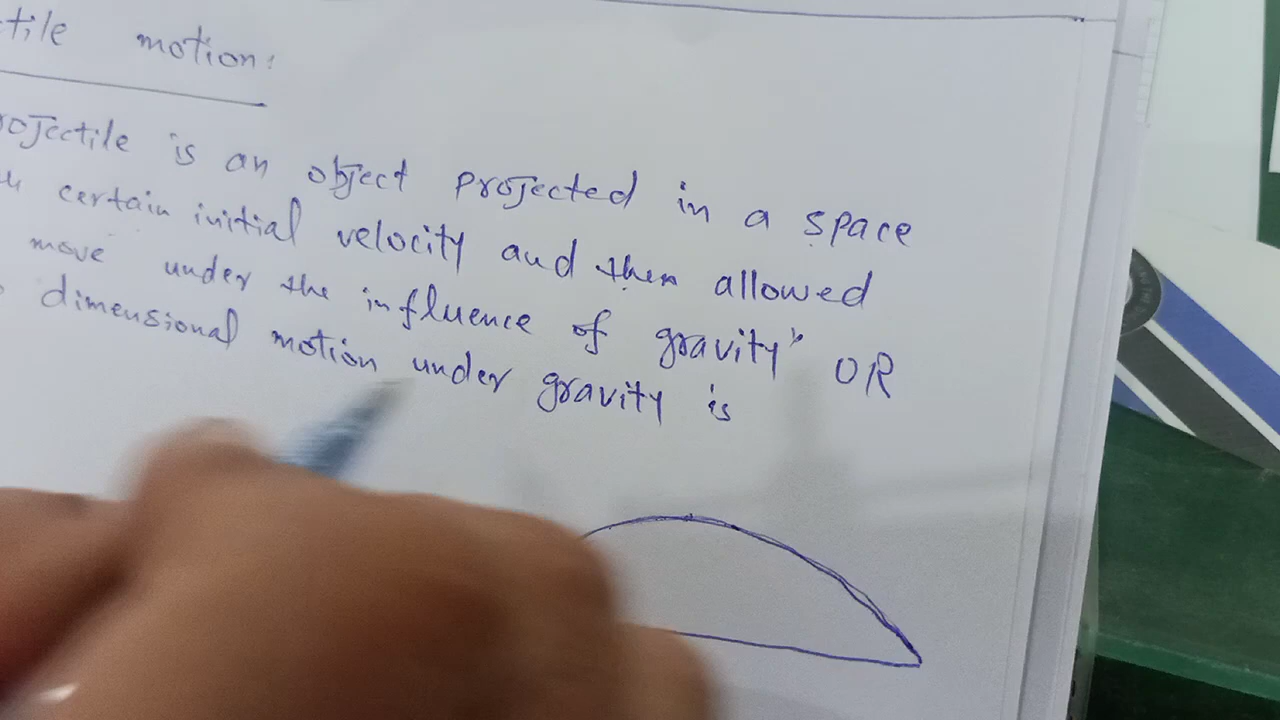 tile motion:
rojectile is an object projected in a space
certain initial velocity and then allowed
move under the influence of gravity" OR
dimensional motion under gravity is